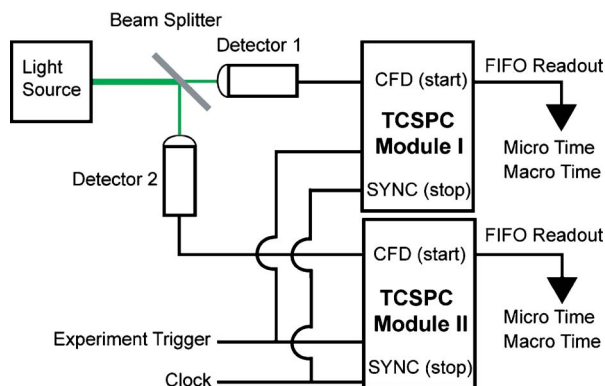 Beam Splitter
Light
Source
Detector 1
CFD (start)
FIFO Readout
TCSPC
Module I
Micro Time
Macro Time
Detector 2
SYNC (stop)
CFD (start)
FIFO Readout
TCSPC
Module II
Micro Time
Macro Time
Experiment Trigger
SYNC (stop)
Clock